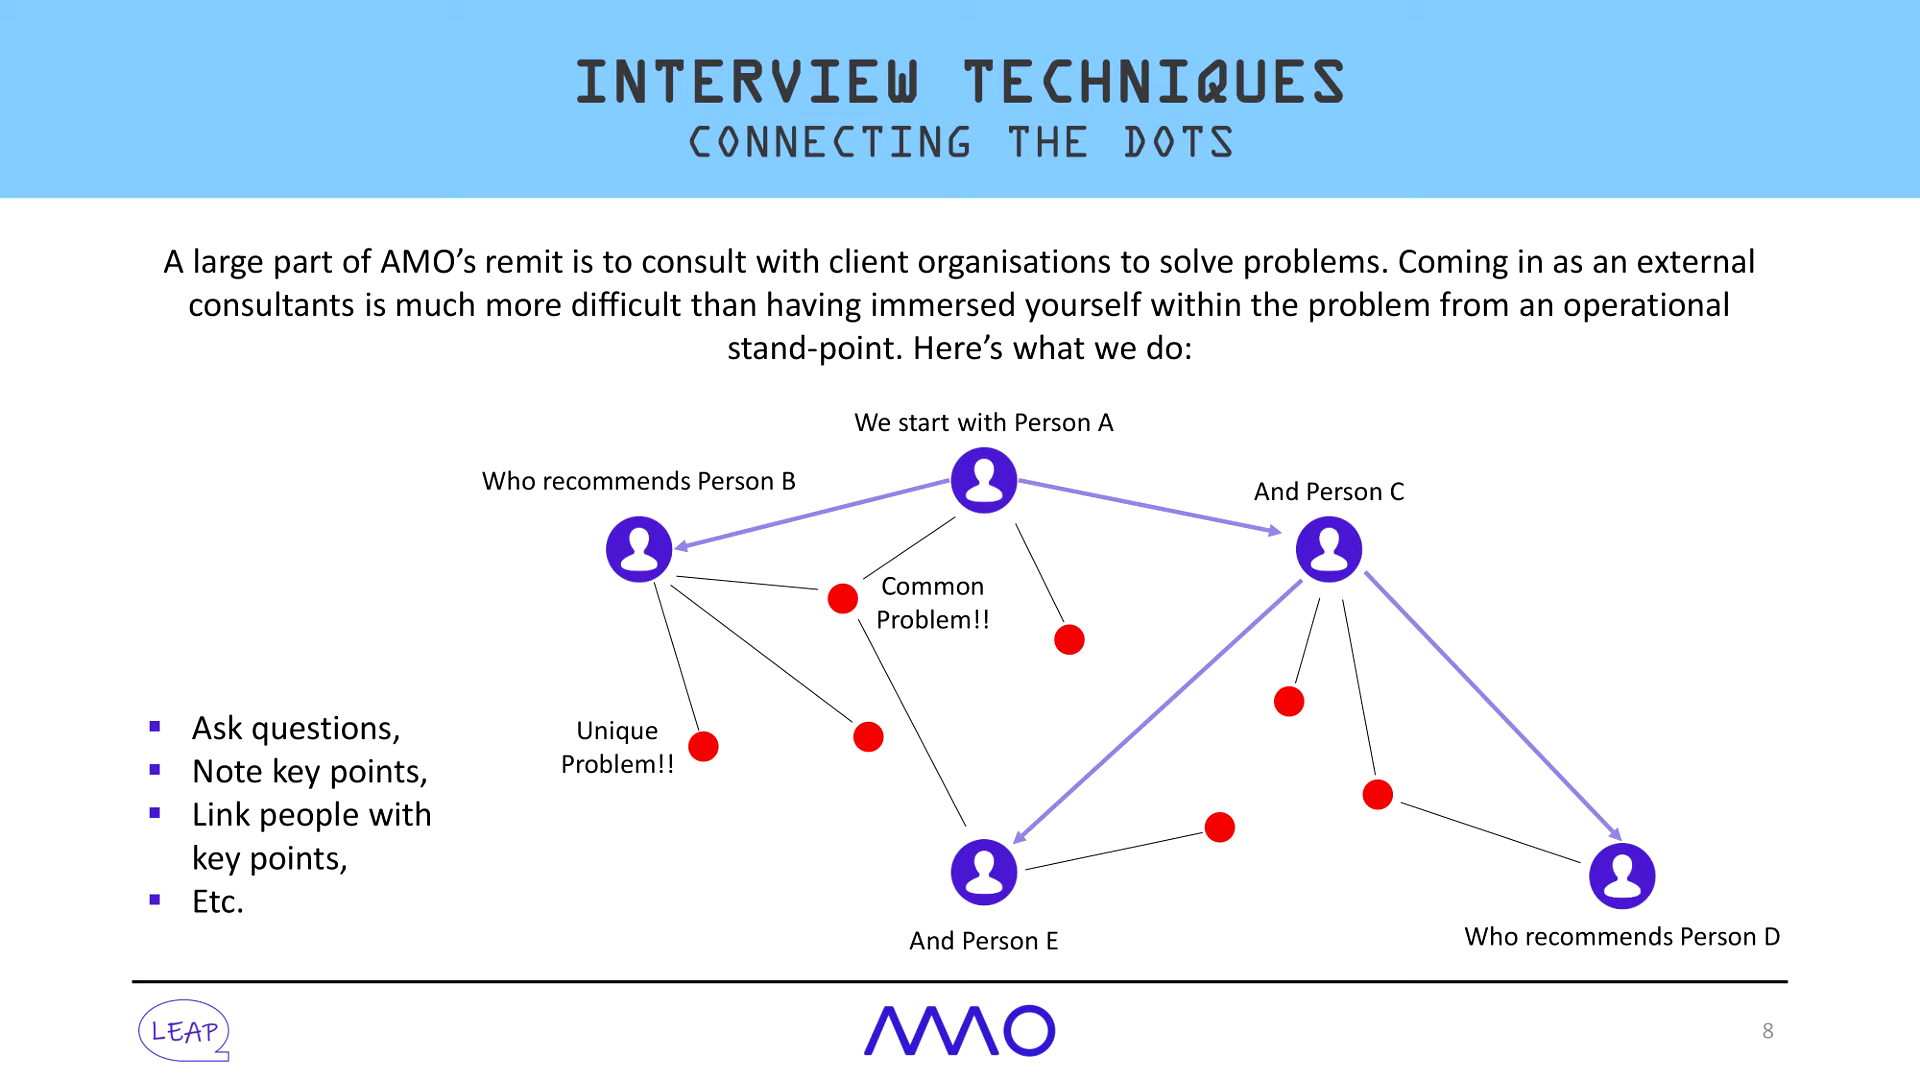 INTERVIEW TECHNIQUES
CONNECTING THE DOTS
A large part of AMO’s remit is to consult with client organisations to solve problems. Coming in as an external
consultants is much more difficult than having immersed yourself within the problem from an operational
stand-point. Here’s what we do:
We start with Person A
Who recommends Person B
And Person C
Common
Problem!!
Unique
Problem!!
Ask questions,
Note key points,
Link people with
key points,
Etc.
And Person E
Who recommends Person D
LEAP
AMO
8